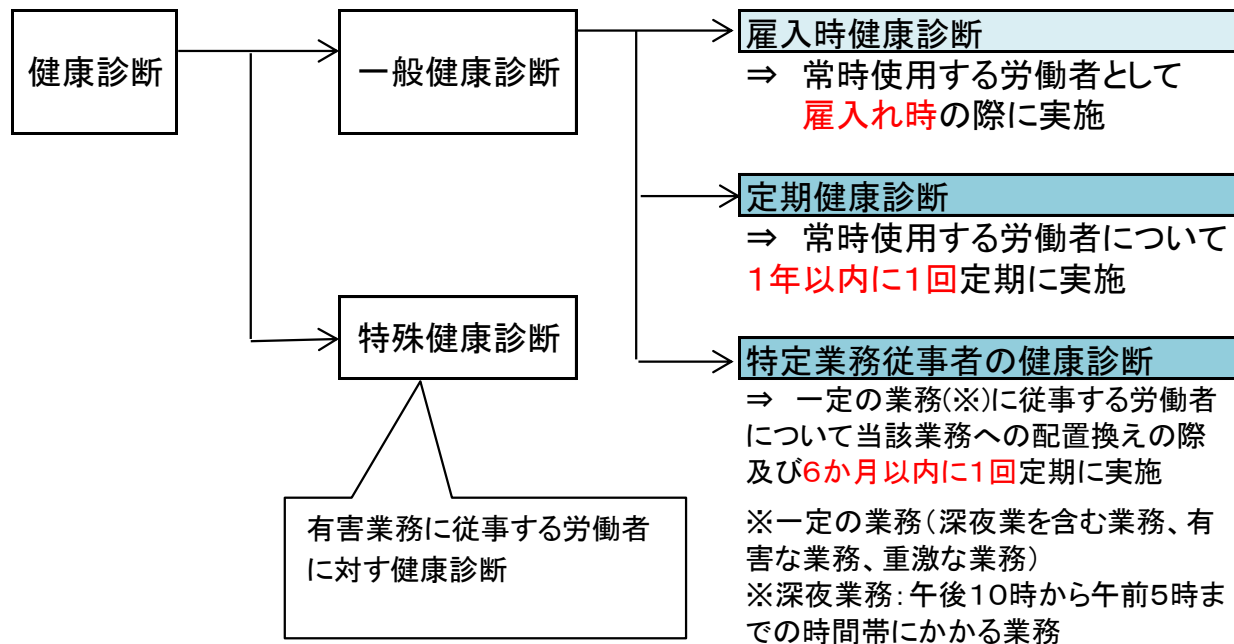 健康診断
一般健康診断
雇入時健康診断
⇒　常時使用する労働者として
雇入れ時の際に実施
定期健康診断
⇒　常時使用する労働者について
１年以内に１回定期に実施
特殊健康診断
特定業務従事者の健康診断
⇒　一定の業務(※)に従事する労働者
について当該業務への配置換えの際
及び６か月以内に１回定期に実施
有害業務に従事する労働者
に対す健康診断
※一定の業務（深夜業を含む業務、有
害な業務、重激な業務）
※深夜業務：午後１０時から午前５時ま
での時間帯にかかる業務